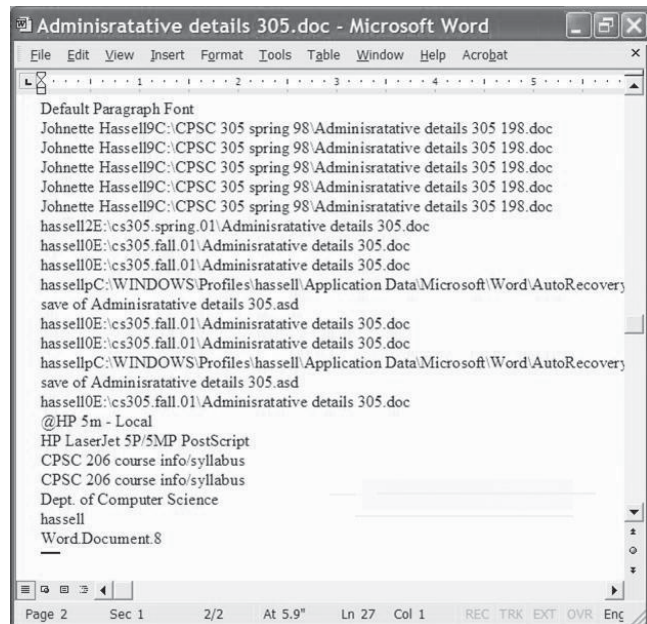 Adminisratative details 305.doc - Microsoft Word
File Edit View Insert Format Tools Table Window Help Acrobat
1 2 3 4 5
Default Paragraph Font
Johnette Hassell9C:\CPSC 305 spring 98\Adminisratative details 305 198.doc
Johnette Hassell9C:\CPSC 305 spring 98\Adminisratative details 305 198.doc
Johnette Hassell9C:\CPSC 305 spring 98\Adminisratative details 305 198.doc
Johnette Hassell9C:\CPSC 305 spring 98\Adminisratative details 305 198.doc
Johnette Hassell9C:\CPSC 305 spring 98\Adminisratative details 305 198.doc
hassell2E:\cs305.spring.01\Adminisratative details 305.doc
hassell0E:\cs305.fall.01\Adminisratative details 305.doc
hassell0E:\cs305.fall.01\Adminisratative details 305.doc
hassellpC:\WINDOWS\Profiles\hassell\Application Data\Microsoft\Word\AutoRecovery
save of Adminisratative details 305.asd
hassell0E:\cs305.fall.01\Adminisratative details 305.doc
hassell0E:\cs305.fall.01\Adminisratative details 305.doc
hassellpC:\WINDOWS\Profiles\hassell\Application Data\Microsoft\Word\AutoRecovery
save of Adminisratative details 305.asd
hassell0E:\cs305.fall.01\Adminisratative details 305.doc
@HP 5m - Local
HP LaserJet 5P/5MP PostScript
CPSC 206 course info/syllabus
CPSC 206 course info/syllabus
Dept. of Computer Science
hassell
Word.Document.8
Page 2 Sec 1 2/2 At 5.9" Ln 27 Col 1 REC TRK EXT OVR Eng